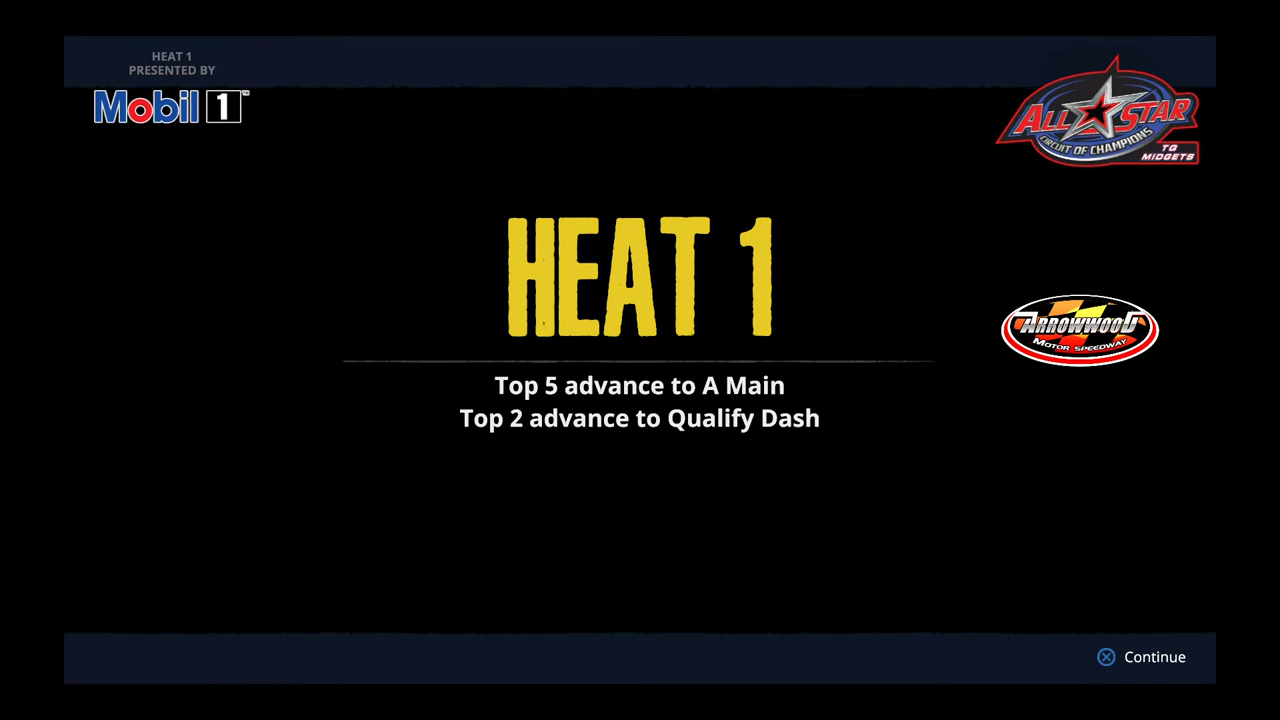 HEAT 1
PRESENTED BY
Mobil 1™
ALL STAR
CIRCUIT OF CHAMPIONS
TQ
MIDGETS
HEAT 1
ARROWWOOD
MOTOR SPEEDWAY
Top 5 advance to A Main
Top 2 advance to Qualify Dash
Continue